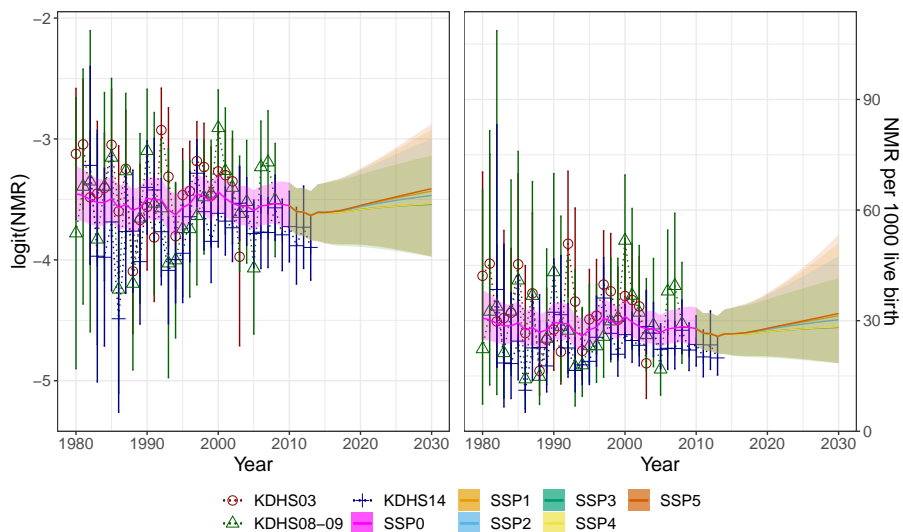 logit(NMR)
−2
−3
−4
−5
1980 1990 2000 2010 2020 2030
Year
1980 1990 2000 2010 2020 2030
Year
90
60
30
0
NMR per 1000 live birth
KDHS03 KDHS14 SSP1 SSP3 SSP5
KDHS08−09 SSP0 SSP2 SSP4